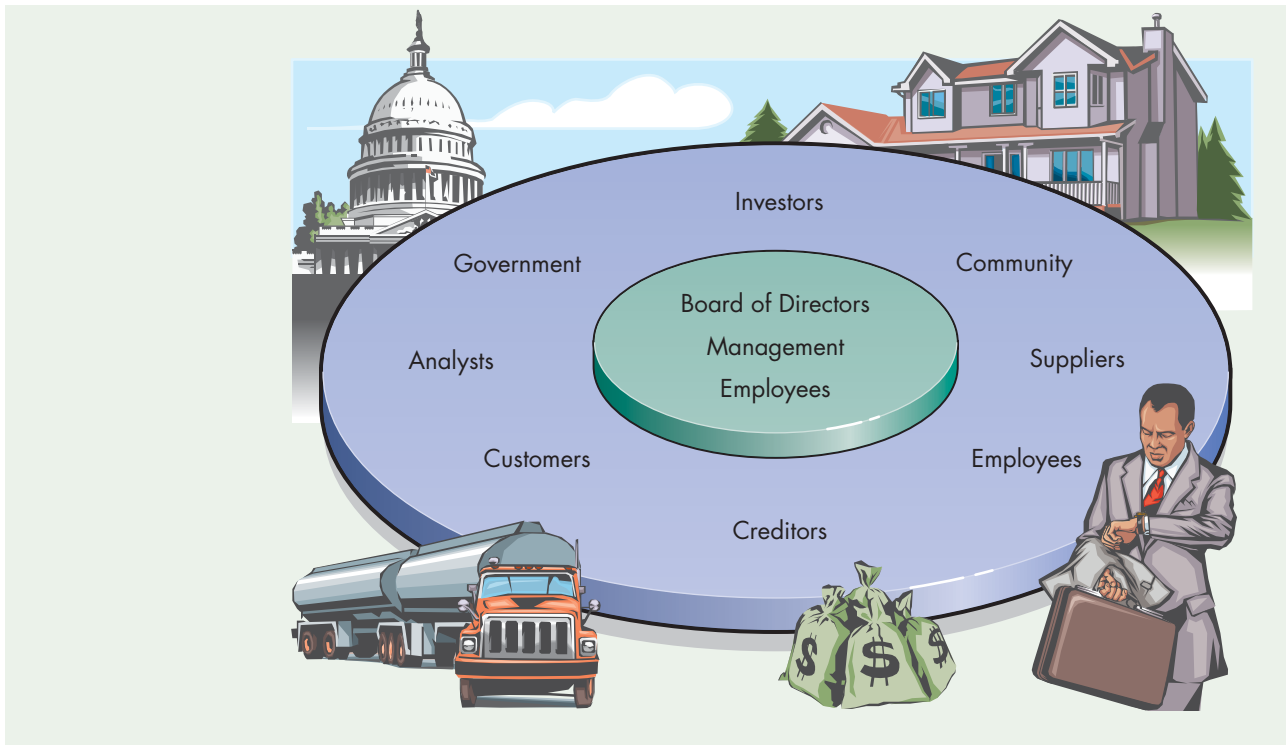 Investors
Government
Community
Board of Directors
Management
Employees
Analysts
Suppliers
Customers
Employees
Creditors
$
$
$